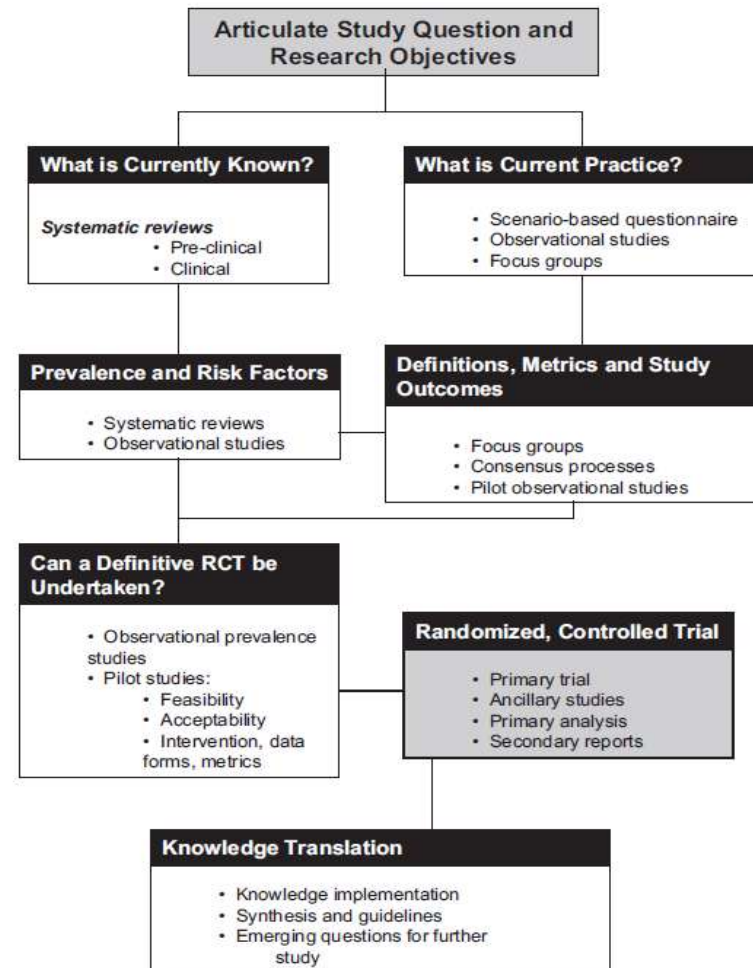 Articulate Study Question and
Research Objectives
What is Currently Known?
Systematic reviews
• Pre-clinical
• Clinical
What is Current Practice?
• Scenario-based questionnaire
• Observational studies
• Focus groups
Prevalence and Risk Factors
• Systematic reviews
• Observational studies
Definitions, Metrics and Study
Outcomes
• Focus groups
• Consensus processes
• Pilot observational studies
Can a Definitive RCT be
Undertaken?
• Observational prevalence
studies
• Pilot studies:
• Feasibility
• Acceptability
• Intervention, data
forms, metrics
Randomized, Controlled Trial
• Primary trial
• Ancillary studies
• Primary analysis
• Secondary reports
Knowledge Translation
• Knowledge implementation
• Synthesis and guidelines
• Emerging questions for further
study